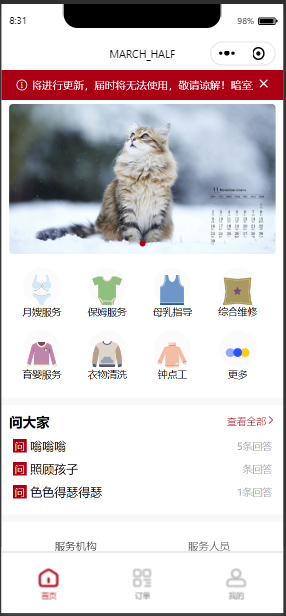 8:31
98%
MARCH_HALF
将进行更新，届时将无法使用，敬请谅解！暗室
11 November
月嫂服务 保姆服务 母乳指导 综合维修
育婴服务 衣物清洗 钟点工 更多
问大家 查看全部
问 嗡嗡嗡 5条回答
问 照顾孩子 条回答
问 色色得瑟得瑟 1条回答
服务机构 服务人员
首页 订单 我的